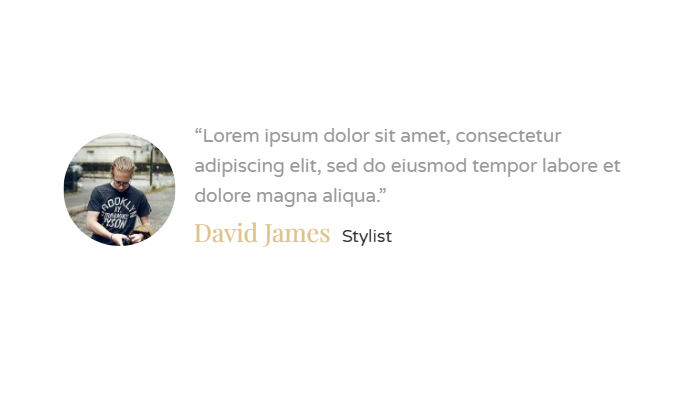 “Lorem ipsum dolor sit amet, consectetur
adipiscing elit, sed do eiusmod tempor labore et
dolore magna aliqua.”
David James Stylist
BROOKLYN
TYSON